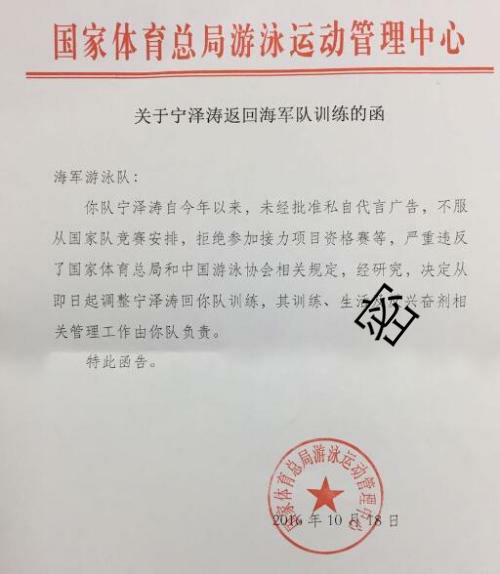 国家体育总局游泳运动管理中心
关于宁泽涛返回海军队训练的函
海军游泳队：
你队宁泽涛自今年以来，未经批准私自代言广告，不服
从国家队竞赛安排，拒绝参加接力项目资格赛等，严重违反
了国家体育总局和中国游泳协会相关规定，经研究，决定从
即日起调整宁泽涛回你队训练，其训练、生活兴奋剂相
关管理工作由你队负责。
特此函告。
国家体育总局游泳运动管理中心
2016 年 10 月 18 日